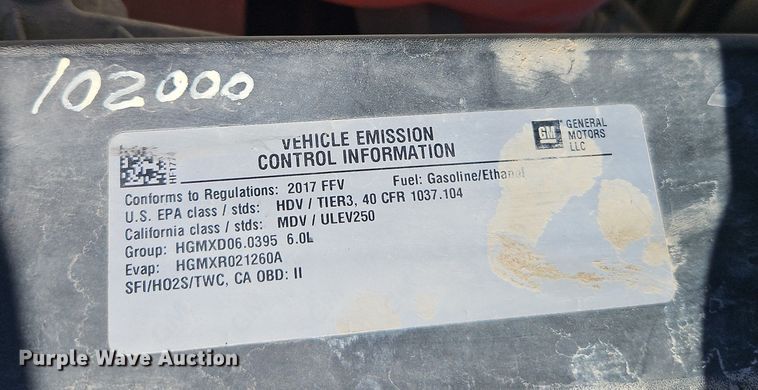 102000
VEHICLE EMISSION
CONTROL INFORMATION
GM
GENERAL
MOTORS
LLC
Conforms to Regulations: 2017 FFV Fuel: Gasoline/Ethanol
U.S. EPA class / stds: HDV / TIER3, 40 CFR 1037.104
California class / stds: MDV / ULEV250
Group: HGMXD06.0395 6.0L
Evap: HGMXR021260A
SFI/HO2S/TWC, CA OBD: II
Purple Wave Auction